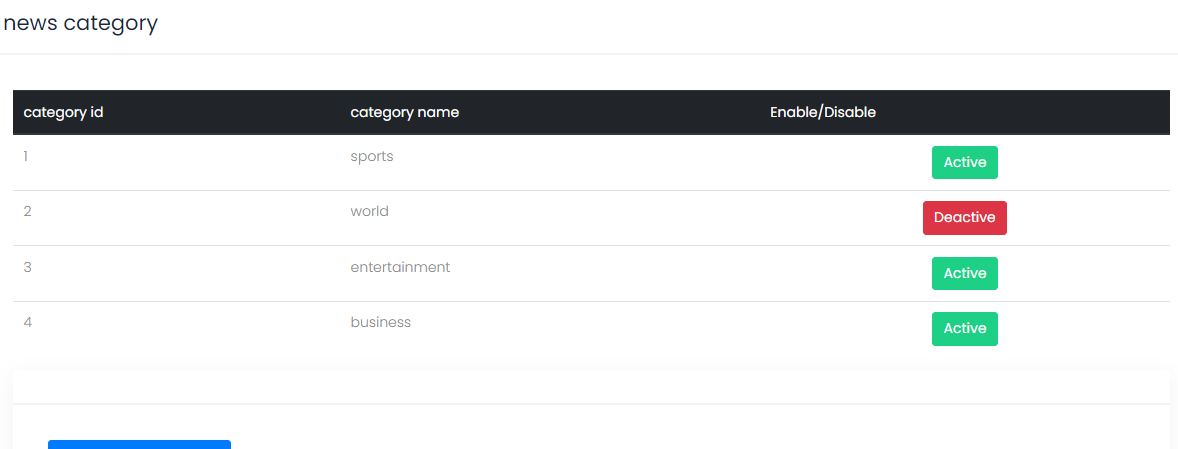 news category
category id category name Enable/Disable
1 sports Active
2 world Deactive
3 entertainment Active
4 business Active